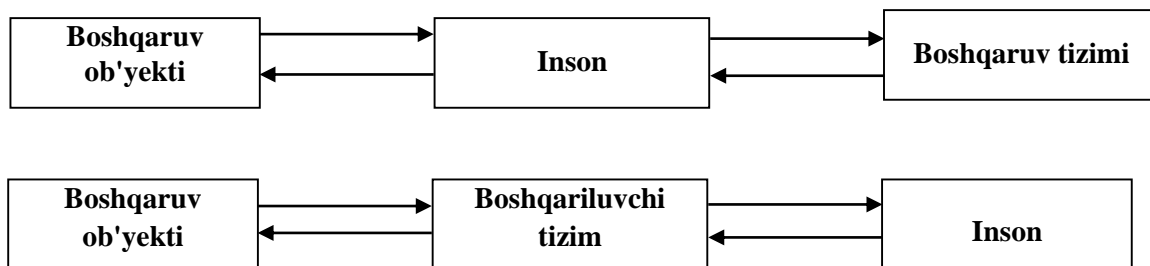 Boshqaruv
ob'yekti
Inson
Boshqaruv tizimi
Boshqaruv
ob'yekti
Boshqariluvchi
tizim
Inson